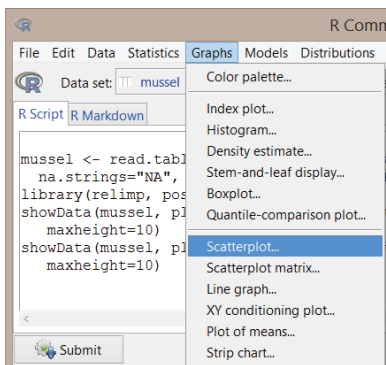 R Comm
File Edit Data Statistics Graphs Models Distributions
Data set: mussel
R Script R Markdown
mussel <- read.tabl
na.strings="NA",
library(relimp, pos
showData(mussel, pl
maxheight=10)
showData(mussel, pl
maxheight=10)
Submit
Color palette...
Index plot...
Histogram...
Density estimate...
Stem-and-leaf display...
Boxplot...
Quantile-comparison plot...
Scatterplot...
Scatterplot matrix...
Line graph...
XY conditioning plot...
Plot of means...
Strip chart...